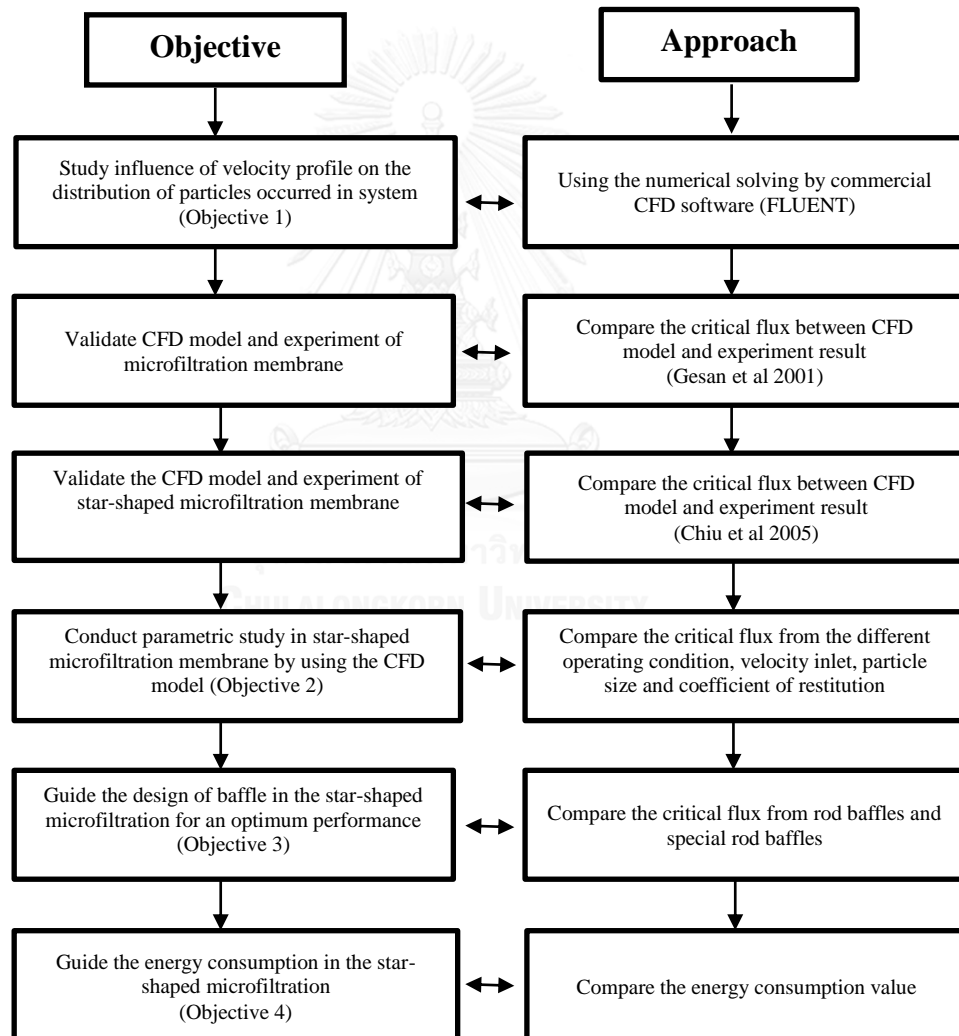 Objective
Approach
Study influence of velocity profile on the
distribution of particles occurred in system
(Objective 1)
Using the numerical solving by commercial
CFD software (FLUENT)
Validate CFD model and experiment of
microfiltration membrane
Compare the critical flux between CFD
model and experiment result
(Gesan et al 2001)
Validate the CFD model and experiment of
star-shaped microfiltration membrane
Compare the critical flux between CFD
model and experiment result
(Chiu et al 2005)
CHULALONGKORN UNIVERSITY
Conduct parametric study in star-shaped
microfiltration membrane by using the CFD
model (Objective 2)
Compare the critical flux from the different
operating condition, velocity inlet, particle
size and coefficient of restitution
Guide the design of baffle in the star-shaped
microfiltration for an optimum performance
(Objective 3)
Compare the critical flux from rod baffles and
special rod baffles
Guide the energy consumption in the star-
shaped microfiltration
(Objective 4)
Compare the energy consumption value